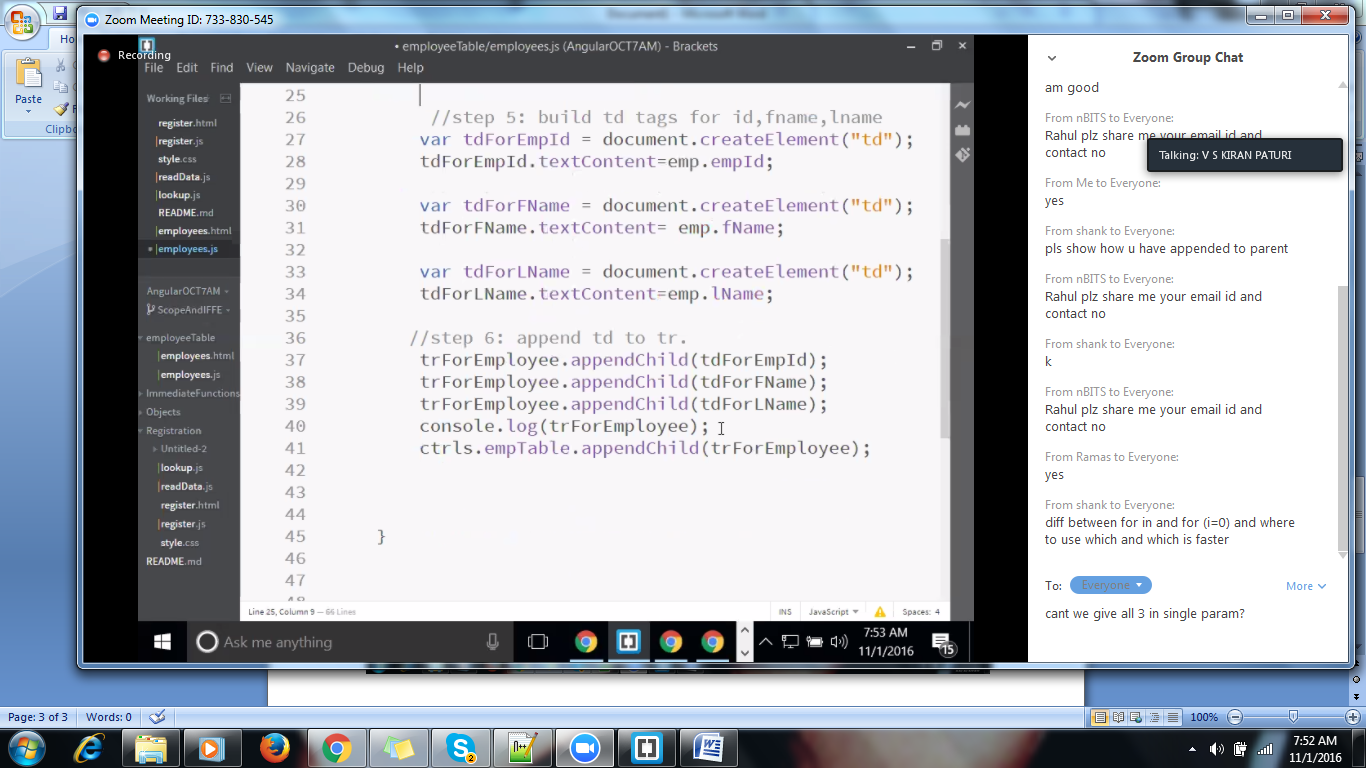 Zoom Meeting ID: 733-830-545
Ho
Paste
Clipbo
Recording
• employeeTable/employees.js (AngularOCT7AM) - Brackets
File Edit Find View Navigate Debug Help
Working Files
register.html
register.js
style.css
readData.js
lookup.js
README.md
employees.html
employees.js
AngularOCT7AM
ScopeAndIFFE
employeeTable
employees.html
employees.js
ImmediateFunctions
Objects
Registration
Untitled-2
lookup.js
readData.js
register.html
register.js
style.css
README.md
25
26 //step 5: build td tags for id,fname,lname
27 var tdForEmpId = document.createElement("td");
28 tdForEmpId.textContent=emp.empId;
29
30 var tdForFName = document.createElement("td");
31 tdForFName.textContent= emp.fName;
32
33 var tdForLName = document.createElement("td");
34 tdForLName.textContent=emp.lName;
35
36 //step 6: append td to tr.
37 trForEmployee.appendChild(tdForEmpId);
38 trForEmployee.appendChild(tdForFName);
39 trForEmployee.appendChild(tdForLName);
40 console.log(trForEmployee);
41 ctrls.empTable.appendChild(trForEmployee);
42
43
44
45 }
46
47
Line 25, Column 9 — 66 Lines
INS JavaScript Spaces: 4
Ask me anything
7:53 AM
11/1/2016
15
Zoom Group Chat
am good
From nBITS to Everyone:
Rahul plz share me your email id and
contact no
Talking: V S KIRAN PATURI
From Me to Everyone:
yes
From shank to Everyone:
pls show how u have appended to parent
From nBITS to Everyone:
Rahul plz share me your email id and
contact no
From shank to Everyone:
k
From nBITS to Everyone:
Rahul plz share me your email id and
contact no
From Ramas to Everyone:
yes
From shank to Everyone:
diff between for in and for (i=0) and where
to use which and which is faster
To: Everyone More
cant we give all 3 in single param?
Page: 3 of 3 Words: 0
100%
2
7:52 AM
11/1/2016